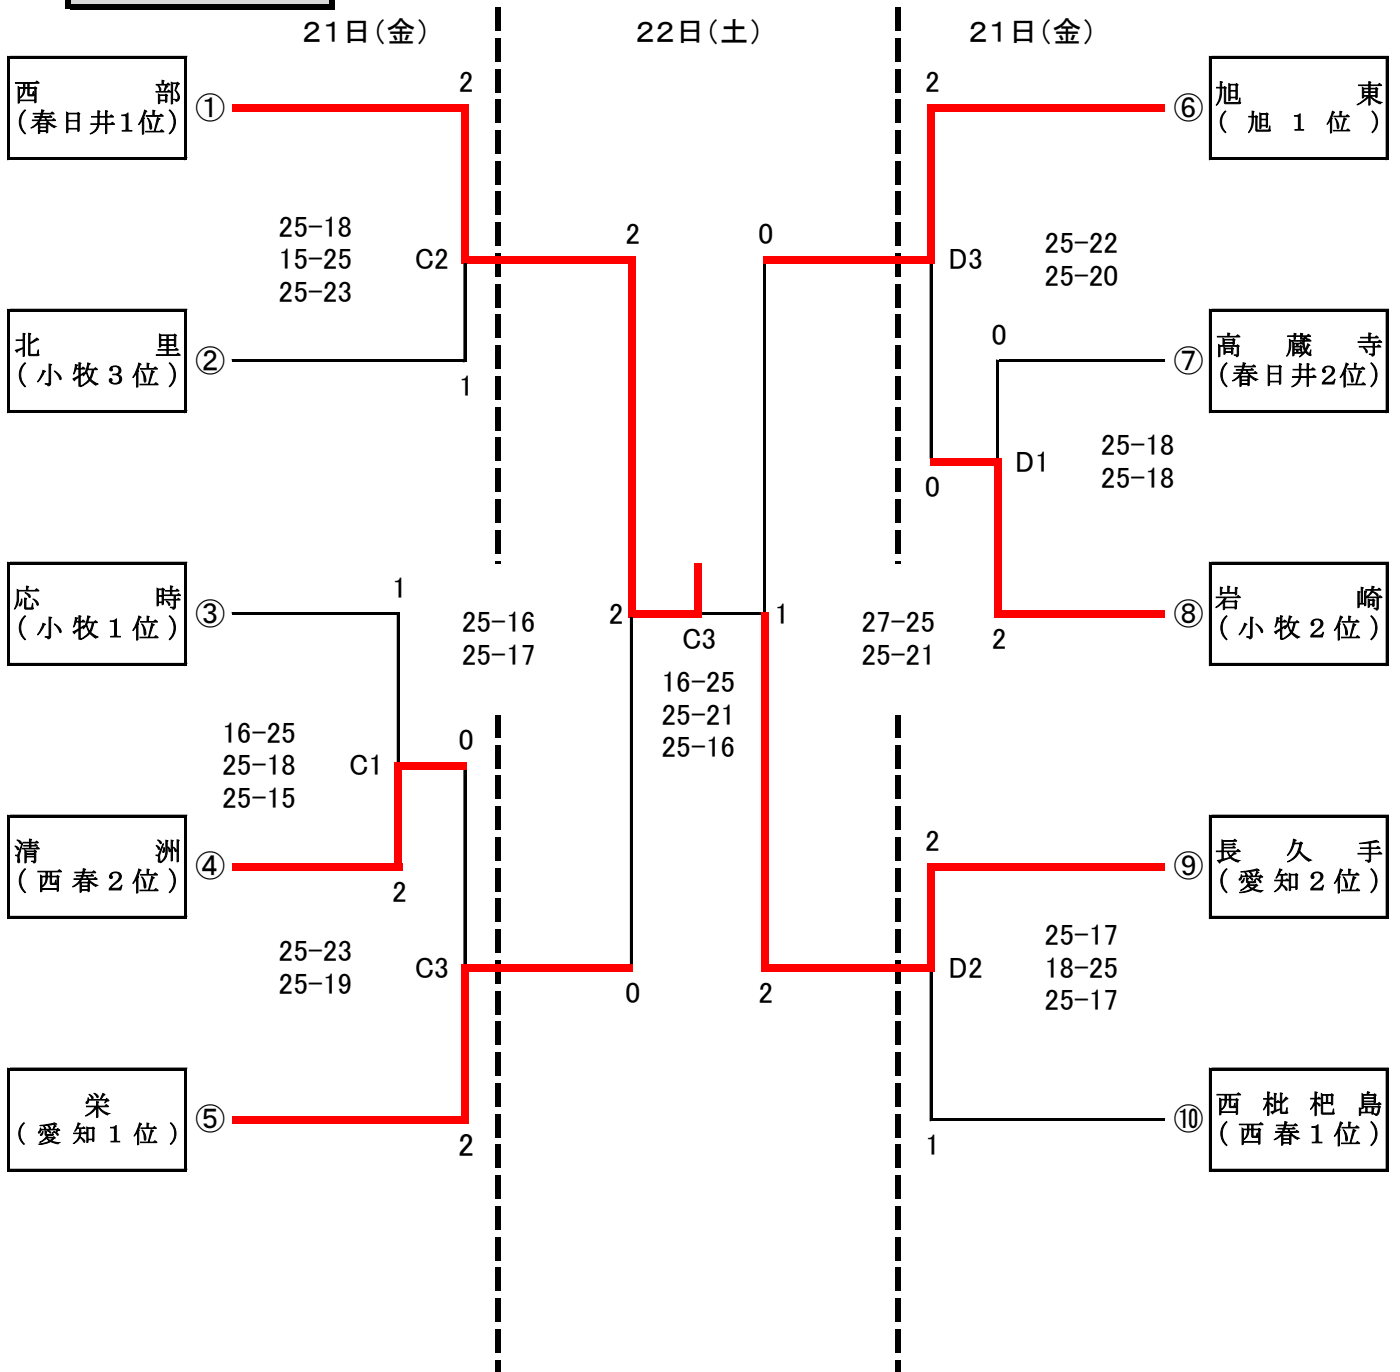 21日(金)
22日(土)
21日(金)
西部
(春日井1位)
①
2
2
⑥
旭東
(旭1位)
25-18
15-25
25-23
C2
2
0
D3
25-22
25-20
北里
(小牧3位)
②
1
0
⑦
高蔵寺
(春日井2位)
D1
25-18
25-18
0
応時
(小牧1位)
③
1
25-16
25-17
2
C3
1
16-25
25-21
25-16
27-25
25-21
2
⑧
岩崎
(小牧2位)
16-25
25-18
25-15
C1
0
清洲
(西春2位)
④
2
2
⑨
長久手
(愛知2位)
25-23
25-19
C3
0
2
D2
25-17
18-25
25-17
栄
(愛知1位)
⑤
2
1
⑩
西枇杷島
(西春1位)